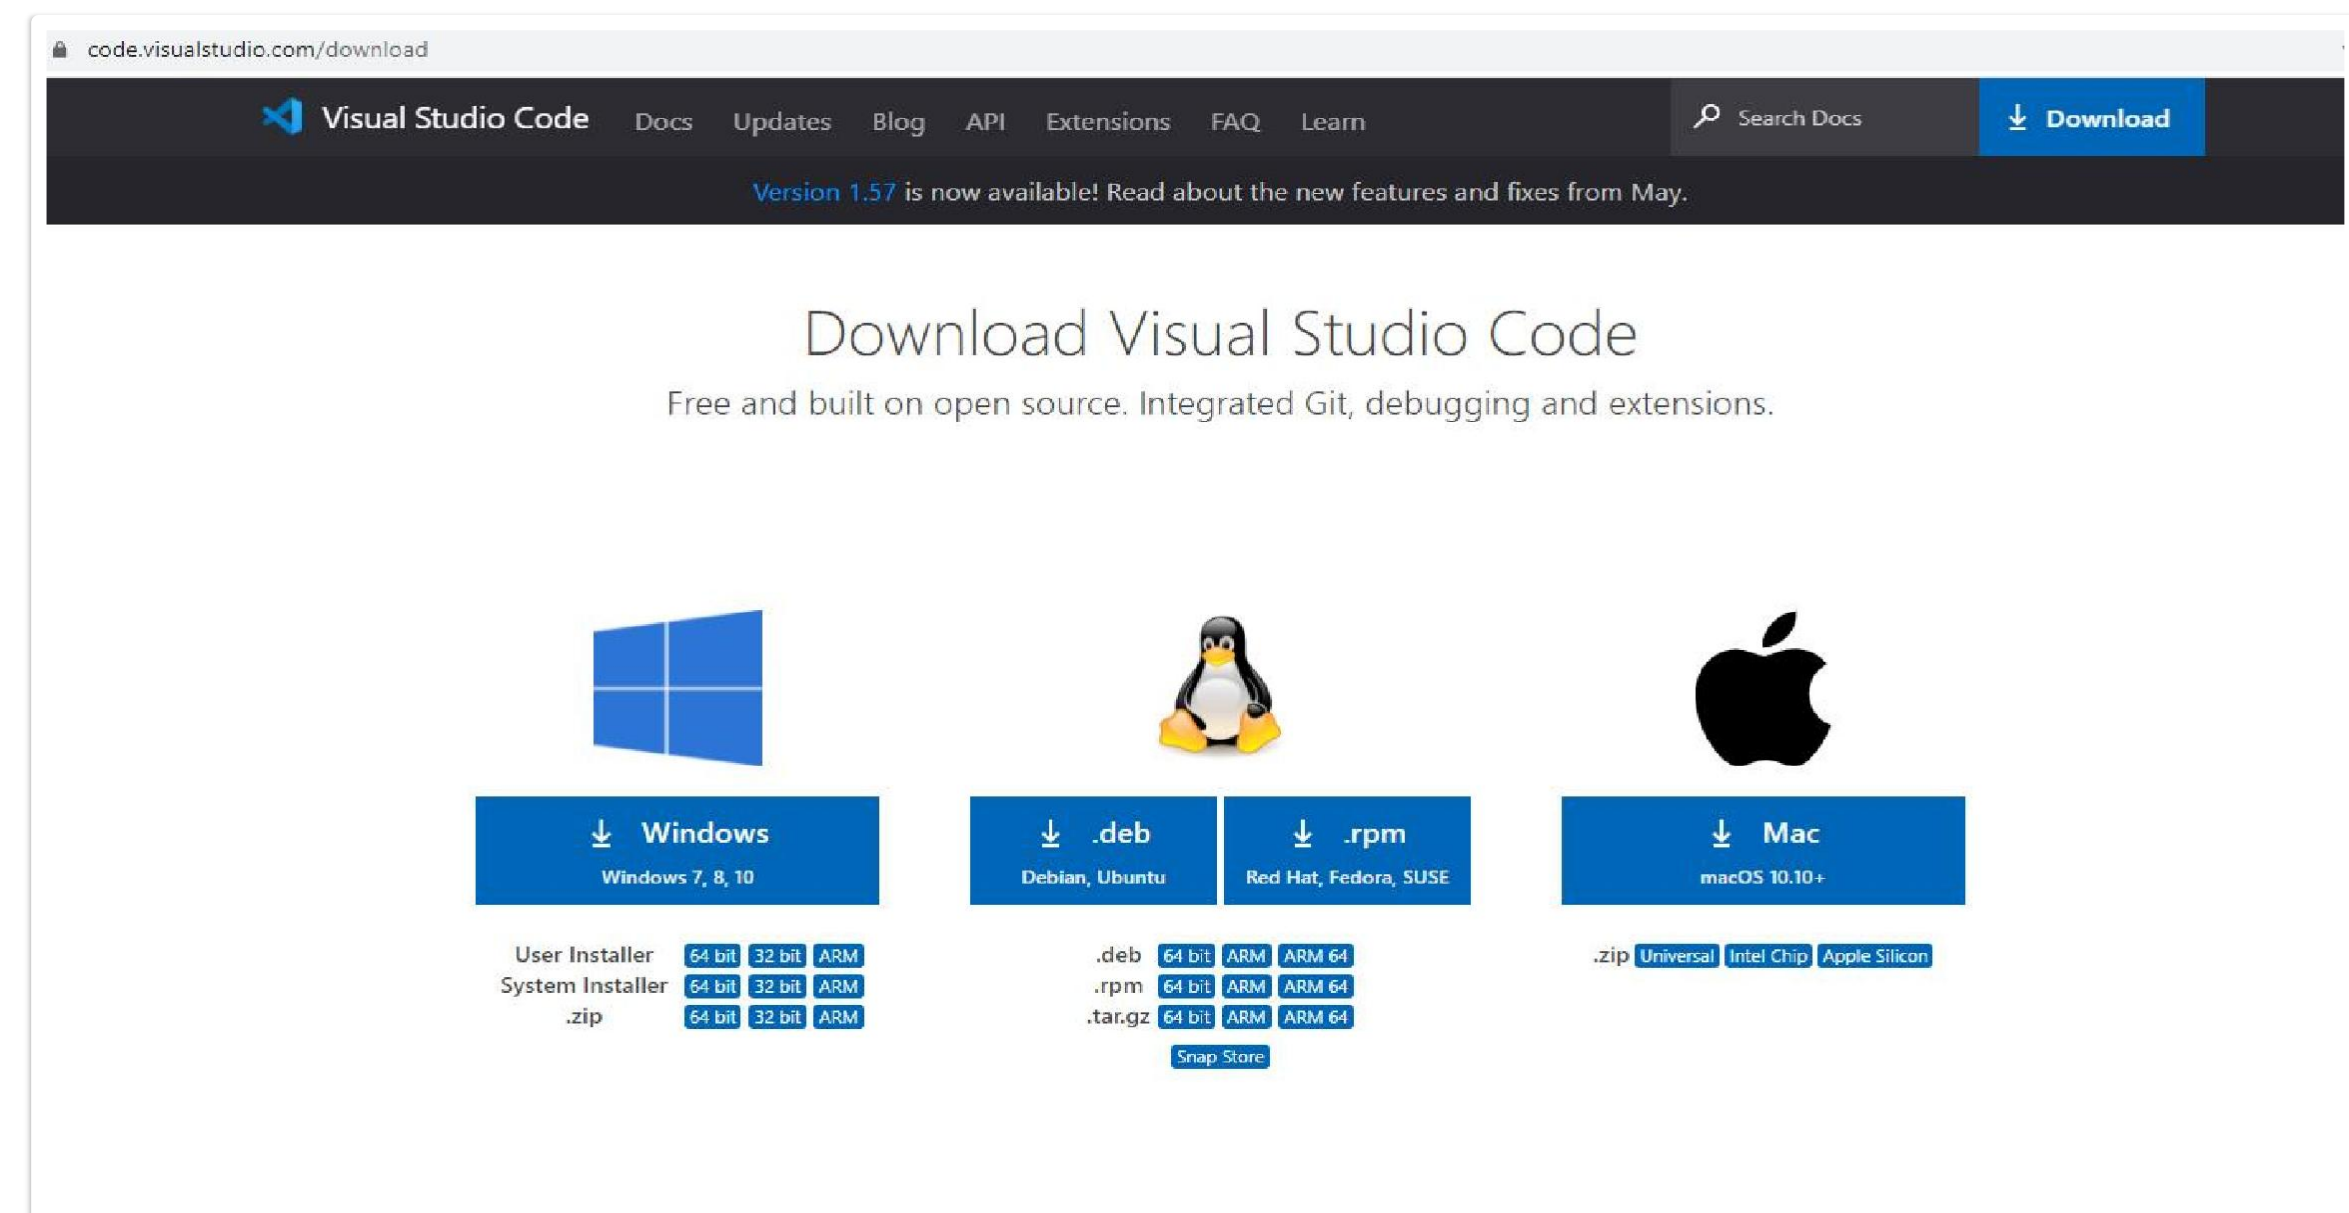 code.visualstudio.com/download
Visual Studio Code Docs Updates Blog API Extensions FAQ Learn Search Docs Download
Version 1.57 is now available! Read about the new features and fixes from May.
Download Visual Studio Code
Free and built on open source. Integrated Git, debugging and extensions.
Windows
Windows 7, 8, 10
User Installer 64 bit 32 bit ARM
System Installer 64 bit 32 bit ARM
.zip 64 bit 32 bit ARM
.deb
Debian, Ubuntu
.rpm
Red Hat, Fedora, SUSE
.deb 64 bit ARM ARM 64
.rpm 64 bit ARM ARM 64
.tar.gz 64 bit ARM ARM 64
Snap Store
Mac
macOS 10.10+
.zip Universal Intel Chip Apple Silicon